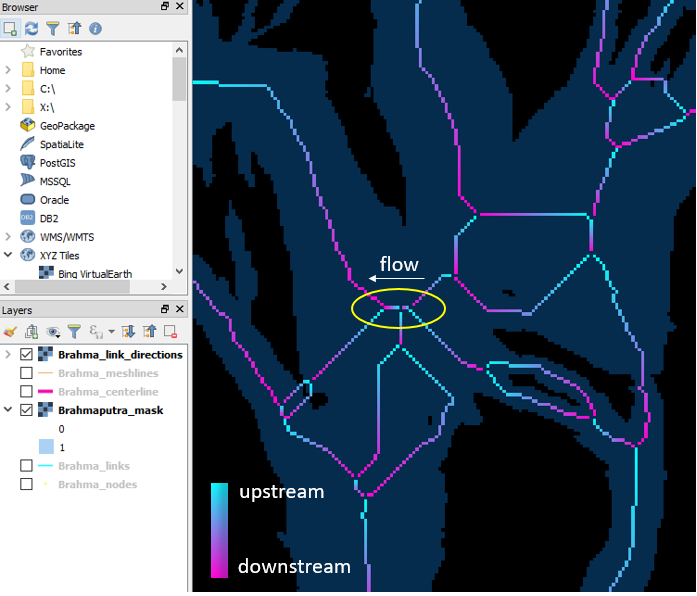 Browser
Favorites
Home
C:\
X:\
GeoPackage
SpatiaLite
PostGIS
MSSQL
Oracle
DB2
DB2
WMS/WMTS
XYZ Tiles
Bing VirtualEarth
Layers
Brahma_link_directions
Brahma_meshlines
Brahma_centerline
Brahmaputra_mask
0
1
Brahma_links
Brahma_nodes
flow
upstream
downstream